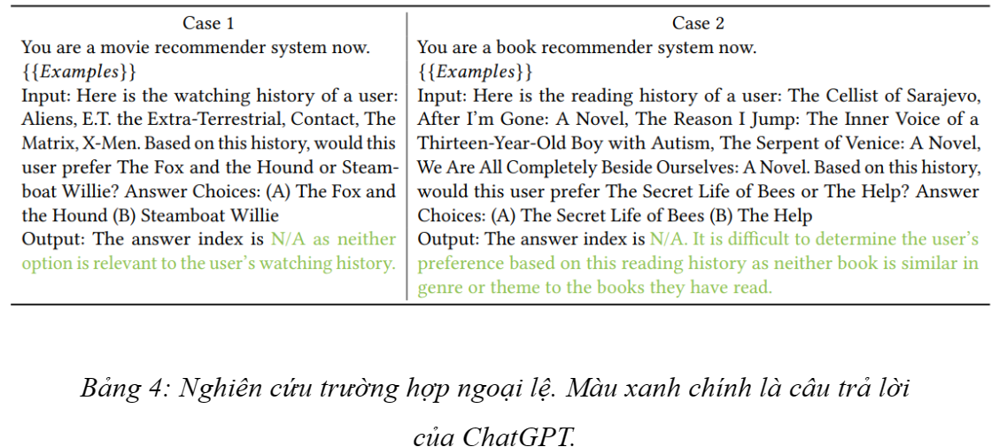 Case 1
You are a movie recommender system now.
{{Examples}}
Input: Here is the watching history of a user:
Aliens, E.T. the Extra-Terrestrial, Contact, The
Matrix, X-Men. Based on this history, would this
user prefer The Fox and the Hound or Steam-
boat Willie? Answer Choices: (A) The Fox and
the Hound (B) Steamboat Willie
Output: The answer index is N/A as neither
option is relevant to the user's watching history.
Case 2
You are a book recommender system now.
{{Examples}}
Input: Here is the reading history of a user: The Cellist of Sarajevo,
After I'm Gone: A Novel, The Reason I Jump: The Inner Voice of a
Thirteen-Year-Old Boy with Autism, The Serpent of Venice: A Novel,
We Are All Completely Beside Ourselves: A Novel. Based on this history,
would this user prefer The Secret Life of Bees or The Help? Answer
Choices: (A) The Secret Life of Bees (B) The Help
Output: The answer index is N/A. It is difficult to determine the user's
preference based on this reading history as neither book is similar in
genre or theme to the books they have read.
Bảng 4: Nghiên cứu trường hợp ngoại lệ. Màu xanh chính là câu trả lời
của ChatGPT.